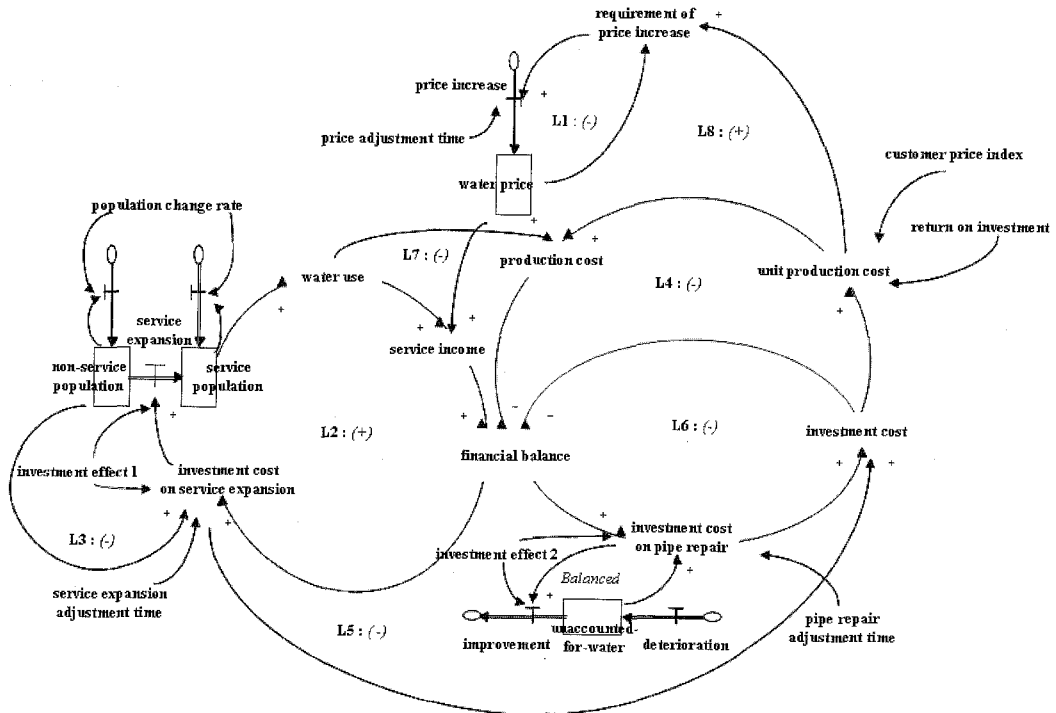 requirement of
price increase
+
price increase
+
L1 : (-)
L8 : (+)
price adjustment time
customer price index
water price
population change rate
+
return on investment
L7 : (-)
+
production cost
L4 : (-)
unit production cost
water use
+
+
service
expansion
+
+
service income
non-service
population
service
population
+
L2 : (+)
+
−
−
L6 : (-)
investment cost
financial balance
investment effect 1
investment cost
on service expansion
+
+
+
+
L3 : (-)
+
investment cost
on pipe repair
investment effect 2
Balanced
+
+
service expansion
adjustment time
L5 : (-)
improvement
unaccounted-
for-water
deterioration
pipe repair
adjustment time